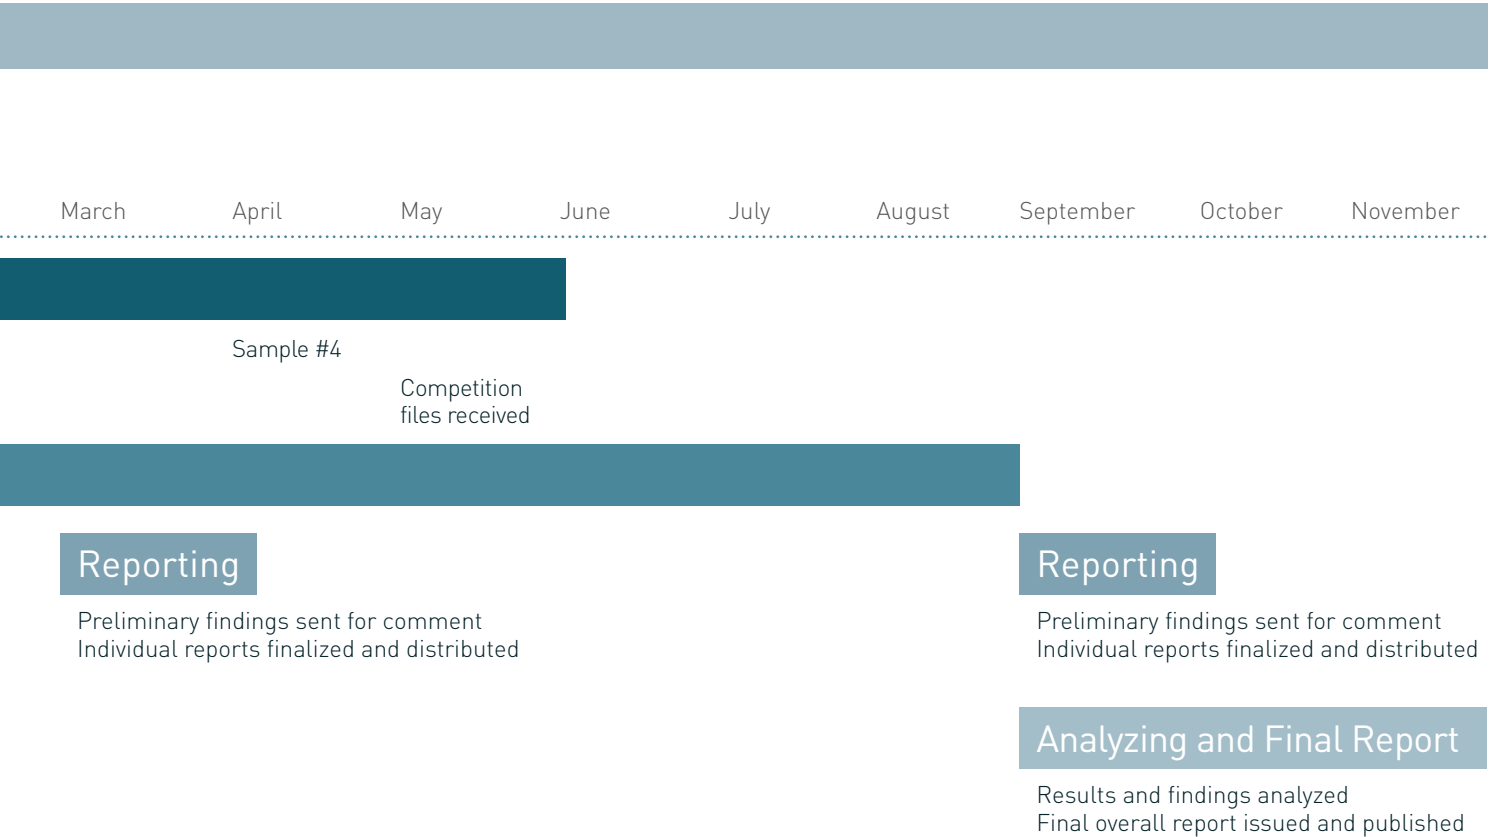 March April May June July August September October November
Sample #4
Competition
files received
Reporting
Preliminary findings sent for comment
Individual reports finalized and distributed
Reporting
Preliminary findings sent for comment
Individual reports finalized and distributed
Analyzing and Final Report
Results and findings analyzed
Final overall report issued and published